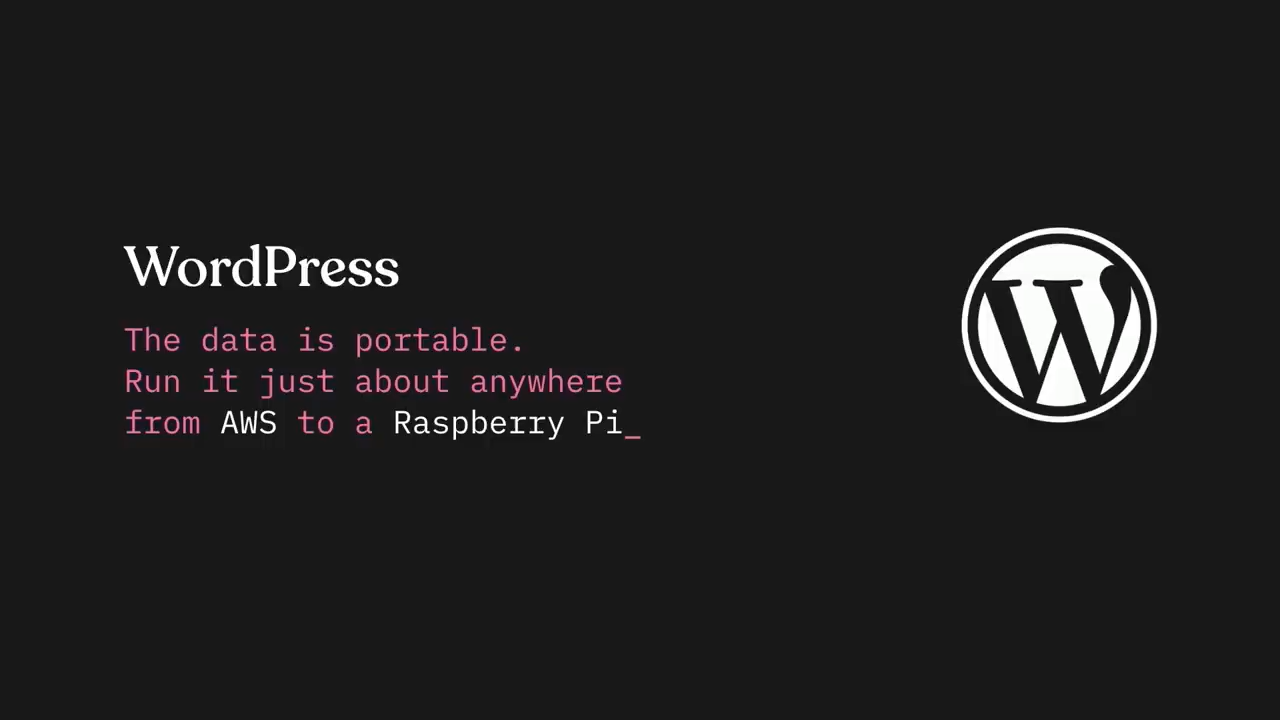 WordPress
The data is portable.
Run it just about anywhere
from AWS to a Raspberry Pi_
W